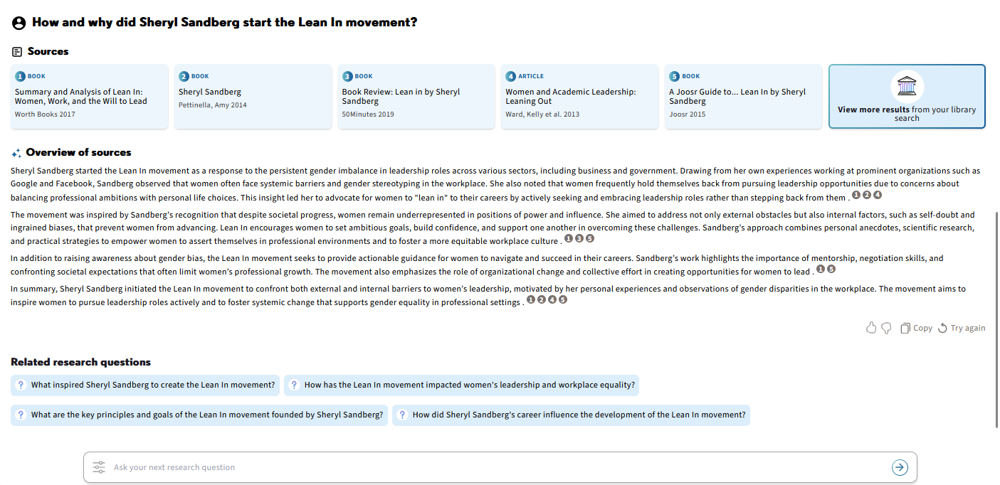 How and why did Sheryl Sandberg start the Lean In movement?
Sources
1 BOOK
Summary and Analysis of Lean In:
Women, Work, and the Will to Lead
Worth Books 2017
2 BOOK
Sheryl Sandberg
Pettinella, Amy 2014
3 BOOK
Book Review: Lean in by Sheryl
Sandberg
50Minutes 2019
4 ARTICLE
Women and Academic Leadership:
Leaning Out
Ward, Kelly et al. 2013
5 BOOK
A Joosr Guide to... Lean In by Sheryl
Sandberg
Joosr 2015
View more results from your library
search
Overview of sources
Sheryl Sandberg started the Lean In movement as a response to the persistent gender imbalance in leadership roles across various sectors, including business and government. Drawing from her own experiences working at prominent organizations such as
Google and Facebook, Sandberg observed that women often face systemic barriers and gender stereotyping in the workplace. She also noted that women frequently hold themselves back from pursuing leadership opportunities due to concerns about
balancing professional ambitions with personal life choices. This insight led her to advocate for women to "lean in" to their careers by actively seeking and embracing leadership roles rather than stepping back from them . 1 2 4
The movement was inspired by Sandberg’s recognition that despite societal progress, women remain underrepresented in positions of power and influence. She aimed to address not only external obstacles but also internal factors, such as self-doubt and
ingrained biases, that prevent women from advancing. Lean In encourages women to set ambitious goals, build confidence, and support one another in overcoming these challenges. Sandberg’s approach combines personal anecdotes, scientific research,
and practical strategies to empower women to assert themselves in professional environments and to foster a more equitable workplace culture . 1 3 5
In addition to raising awareness about gender bias, the Lean In movement seeks to provide actionable guidance for women to navigate and succeed in their careers. Sandberg’s work highlights the importance of mentorship, negotiation skills, and
confronting societal expectations that often limit women’s professional growth. The movement also emphasizes the role of organizational change and collective effort in creating opportunities for women to lead . 1 5
In summary, Sheryl Sandberg initiated the Lean In movement to confront both external and internal barriers to women’s leadership, motivated by her personal experiences and observations of gender disparities in the workplace. The movement aims to
inspire women to pursue leadership roles actively and to foster systemic change that supports gender equality in professional settings . 1 2 4 5
Copy Try again
Related research questions
? What inspired Sheryl Sandberg to create the Lean In movement? ? How has the Lean In movement impacted women's leadership and workplace equality?
? What are the key principles and goals of the Lean In movement founded by Sheryl Sandberg? ? How did Sheryl Sandberg's career influence the development of the Lean In movement?
Ask your next research question